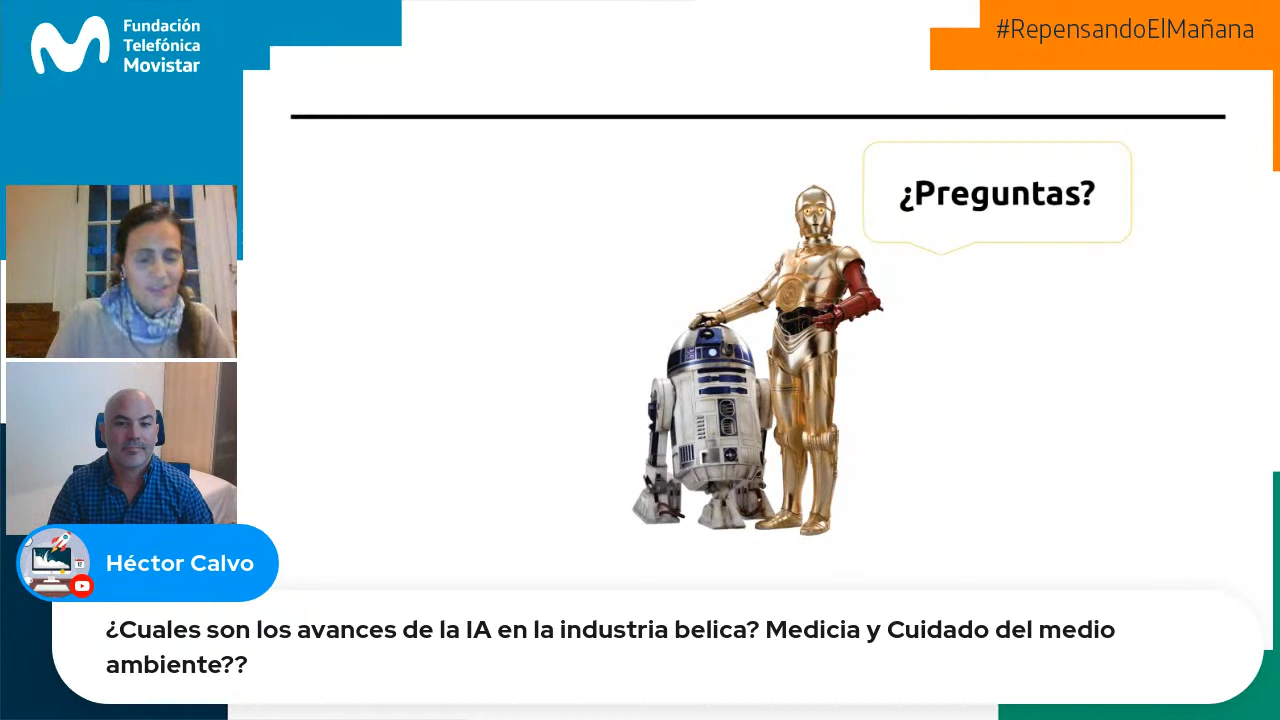 Fundación
Telefónica
Movistar
#RepensandoElMañana
¿Preguntas?
Héctor Calvo
¿Cuales son los avances de la IA en la industria belica? Medicia y Cuidado del medio
ambiente??